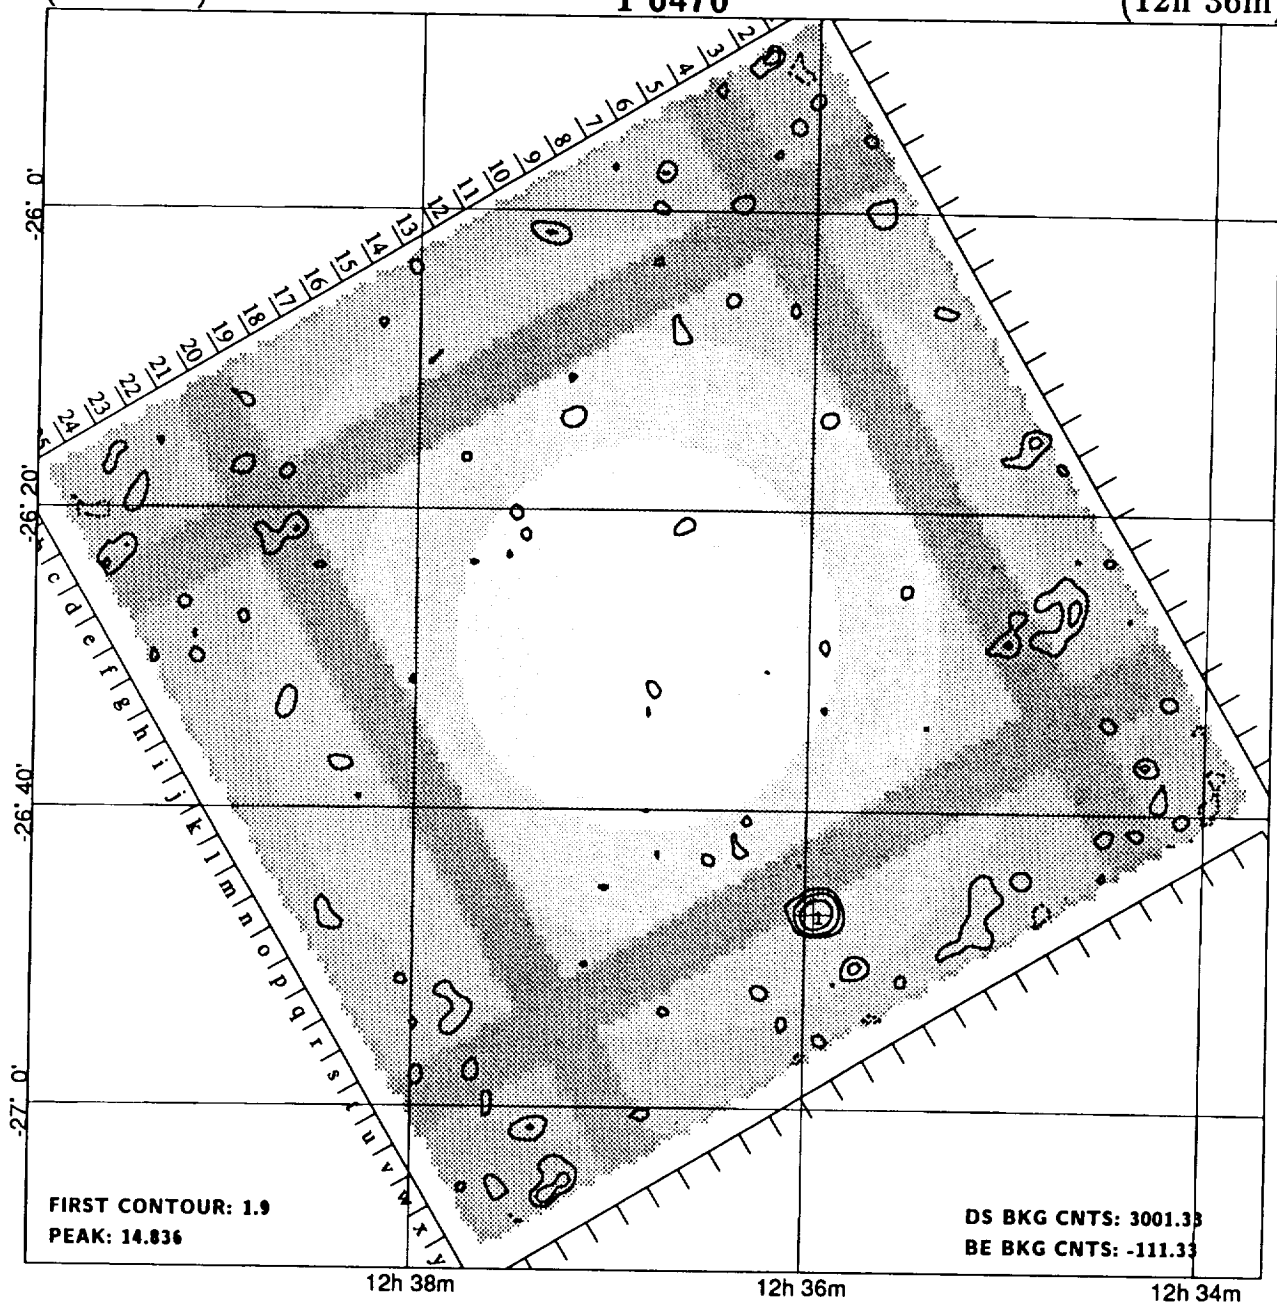 (12h 36m
2 3 4 5 6 7 8 9 10 11 12 13 14 15 16 17 18 19 20 21 22 23 24
-26° 0'
-26° 20'
-26° 40'
-27° 0'
c d e f g h i j k l m n o p q r s t u v w x y
1
FIRST CONTOUR: 1.9
PEAK: 14.836
DS BKG CNTS: 3001.33
BE BKG CNTS: -111.33
12h 38m
12h 36m
12h 34m